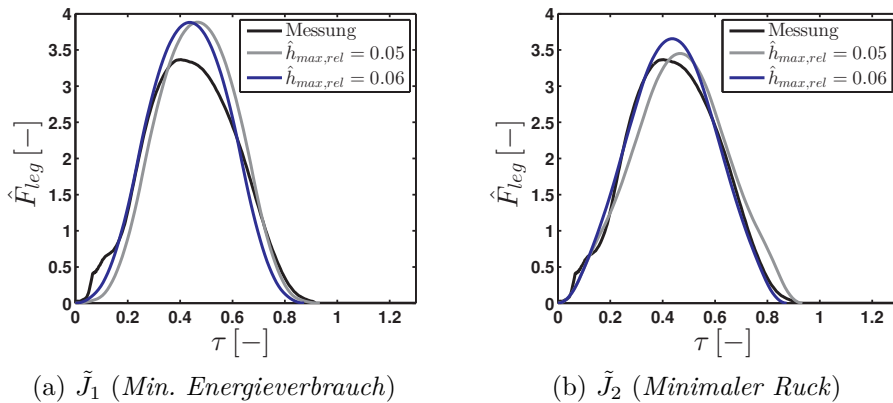 4
3.5
3
2.5
2
1.5
1
0.5
0
F̂_leg [−]
Messung
ĥ_max,rel = 0.05
ĥ_max,rel = 0.06
0 0.2 0.4 0.6 0.8 1 1.2
τ [−]
(a) J̃_1 (Min. Energieverbrauch)
4
3.5
3
2.5
2
1.5
1
0.5
0
F̂_leg [−]
Messung
ĥ_max,rel = 0.05
ĥ_max,rel = 0.06
0 0.2 0.4 0.6 0.8 1 1.2
τ [−]
(b) J̃_2 (Minimaler Ruck)